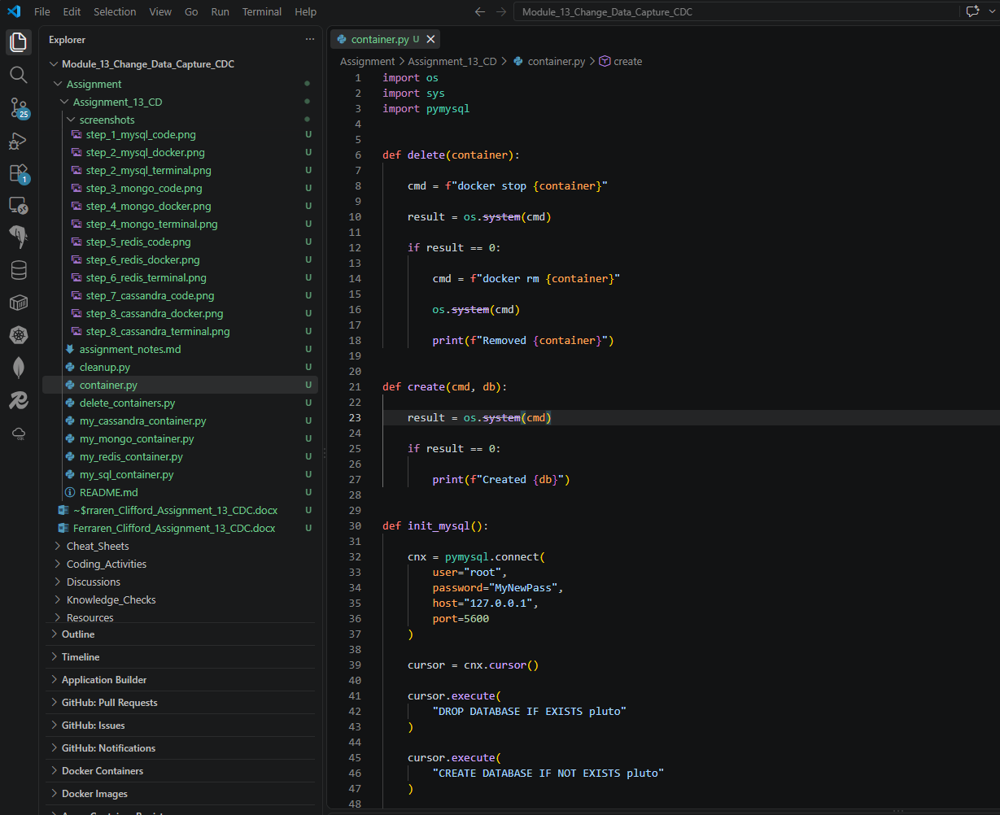 File Edit Selection View Go Run Terminal Help
Module_13_Change_Data_Capture_CDC
Explorer
Module_13_Change_Data_Capture_CDC
Assignment
Assignment_13_CD
screenshots
step_1_mysql_code.png U
step_2_mysql_docker.png U
step_2_mysql_terminal.png U
step_3_mongo_code.png U
step_4_mongo_docker.png U
step_4_mongo_terminal.png U
step_5_redis_code.png U
step_6_redis_docker.png U
step_6_redis_terminal.png U
step_7_cassandra_code.png U
step_8_cassandra_docker.png U
step_8_cassandra_terminal.png U
assignment_notes.md U
cleanup.py U
container.py U
delete_containers.py U
my_cassandra_container.py U
my_mongo_container.py U
my_redis_container.py U
my_sql_container.py U
README.md U
~$rraren_Clifford_Assignment_13_CDC.docx U
Ferraren_Clifford_Assignment_13_CDC.docx U
Cheat_Sheets
Coding_Activities
Discussions
Knowledge_Checks
Resources
Outline
Timeline
Application Builder
GitHub: Pull Requests
GitHub: Issues
GitHub: Notifications
Docker Containers
Docker Images
25
1
container.py U
Assignment > Assignment_13_CD > container.py > create
1 import os
2 import sys
3 import pymysql
4
5
6 def delete(container):
7
8 cmd = f"docker stop {container}"
9
10 result = os.system(cmd)
11
12 if result == 0:
13
14 cmd = f"docker rm {container}"
15
16 os.system(cmd)
17
18 print(f"Removed {container}")
19
20
21 def create(cmd, db):
22
23 result = os.system(cmd)
24
25 if result == 0:
26
27 print(f"Created {db}")
28
29
30 def init_mysql():
31
32 cnx = pymysql.connect(
33 user="root",
34 password="MyNewPass",
35 host="127.0.0.1",
36 port=5600
37 )
38
39 cursor = cnx.cursor()
40
41 cursor.execute(
42 "DROP DATABASE IF EXISTS pluto"
43 )
44
45 cursor.execute(
46 "CREATE DATABASE IF NOT EXISTS pluto"
47 )
48